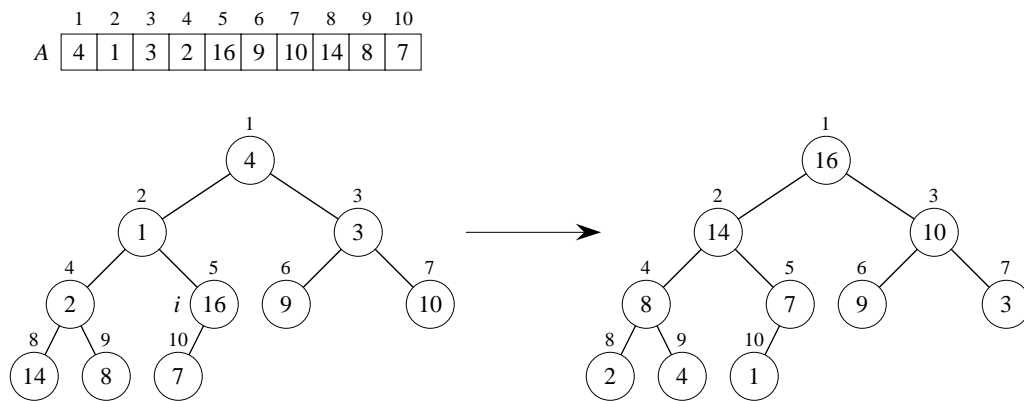 1 2 3 4 5 6 7 8 9 10
A 4 1 3 2 16 9 10 14 8 7
1 1
4 16
2 3 2 3
1 3 14 10
4 5 6 7 4 5 6 7
2 i 16 9 10 8 7 9 3
8 9 10 8 9 10
14 8 7 2 4 1